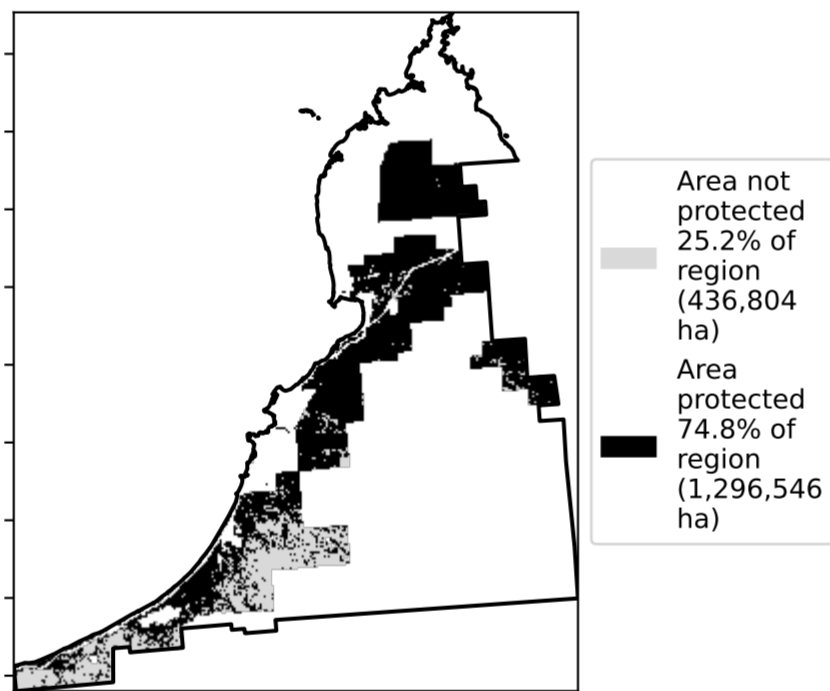 Area not
protected
25.2% of
region
(436,804
ha)
Area
protected
74.8% of
region
(1,296,546
ha)